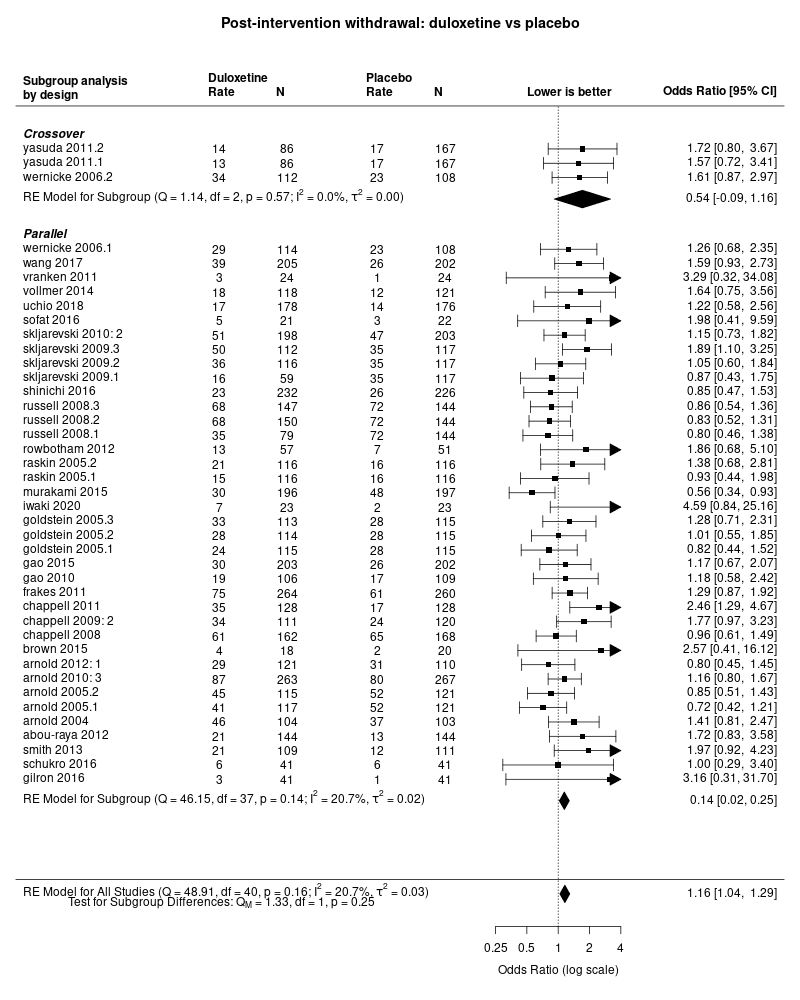 Post-intervention withdrawal: duloxetine vs placebo
Subgroup analysis by design Duloxetine Rate N Placebo Rate N Lower is better Odds Ratio [95% CI]
Crossover
yasuda 2011.2 14 86 17 167 1.72 [0.80, 3.67]
yasuda 2011.1 13 86 17 167 1.57 [0.72, 3.41]
wernicke 2006.2 34 112 23 108 1.61 [0.87, 2.97]
RE Model for Subgroup (Q = 1.14, df = 2, p = 0.57; I² = 0.0%, τ² = 0.00) 0.54 [-0.09, 1.16]
Parallel
wernicke 2006.1 29 114 23 108 1.26 [0.68, 2.35]
wang 2017 39 205 26 202 1.59 [0.93, 2.73]
vranken 2011 3 24 1 24 3.29 [0.32, 34.08]
vollmer 2014 18 118 12 121 1.64 [0.75, 3.56]
uchio 2018 17 178 14 176 1.22 [0.58, 2.56]
sofat 2016 5 21 3 22 1.98 [0.41, 9.59]
skljarevski 2010: 2 51 198 47 203 1.15 [0.73, 1.82]
skljarevski 2009.3 50 112 35 117 1.89 [1.10, 3.25]
skljarevski 2009.2 36 116 35 117 1.05 [0.60, 1.84]
skljarevski 2009.1 16 59 35 117 0.87 [0.43, 1.75]
shinichi 2016 23 232 26 226 0.85 [0.47, 1.53]
russell 2008.3 68 147 72 144 0.86 [0.54, 1.36]
russell 2008.2 68 150 72 144 0.83 [0.52, 1.31]
russell 2008.1 35 79 72 144 0.80 [0.46, 1.38]
rowbotham 2012 13 57 7 51 1.86 [0.68, 5.10]
raskin 2005.2 21 116 16 116 1.38 [0.68, 2.81]
raskin 2005.1 15 116 16 116 0.93 [0.44, 1.98]
murakami 2015 30 196 48 197 0.56 [0.34, 0.93]
iwaki 2020 7 23 2 23 4.59 [0.84, 25.16]
goldstein 2005.3 33 113 28 115 1.28 [0.71, 2.31]
goldstein 2005.2 28 114 28 115 1.01 [0.55, 1.85]
goldstein 2005.1 24 115 28 115 0.82 [0.44, 1.52]
gao 2015 30 203 26 202 1.17 [0.67, 2.07]
gao 2010 19 106 17 109 1.18 [0.58, 2.42]
frakes 2011 75 264 61 260 1.29 [0.87, 1.92]
chappell 2011 35 128 17 128 2.46 [1.29, 4.67]
chappell 2009: 2 34 111 24 120 1.77 [0.97, 3.23]
chappell 2008 61 162 65 168 0.96 [0.61, 1.49]
brown 2015 4 18 2 20 2.57 [0.41, 16.12]
arnold 2012: 1 29 121 31 110 0.80 [0.45, 1.45]
arnold 2010: 3 87 263 80 267 1.16 [0.80, 1.67]
arnold 2005.2 45 115 52 121 0.85 [0.51, 1.43]
arnold 2005.1 41 117 52 121 0.72 [0.42, 1.21]
arnold 2004 46 104 37 103 1.41 [0.81, 2.47]
abou-raya 2012 21 144 13 144 1.72 [0.83, 3.58]
smith 2013 21 109 12 111 1.97 [0.92, 4.23]
schukro 2016 6 41 6 41 1.00 [0.29, 3.40]
gilron 2016 3 41 1 41 3.16 [0.31, 31.70]
RE Model for Subgroup (Q = 46.15, df = 37, p = 0.14; I² = 20.7%, τ² = 0.02) 0.14 [0.02, 0.25]
RE Model for All Studies (Q = 48.91, df = 40, p = 0.16; I² = 20.7%, τ² = 0.03) 1.16 [1.04, 1.29]
Test for Subgroup Differences: Q_M = 1.33, df = 1, p = 0.25
0.25 0.5 1 2 4
Odds Ratio (log scale)